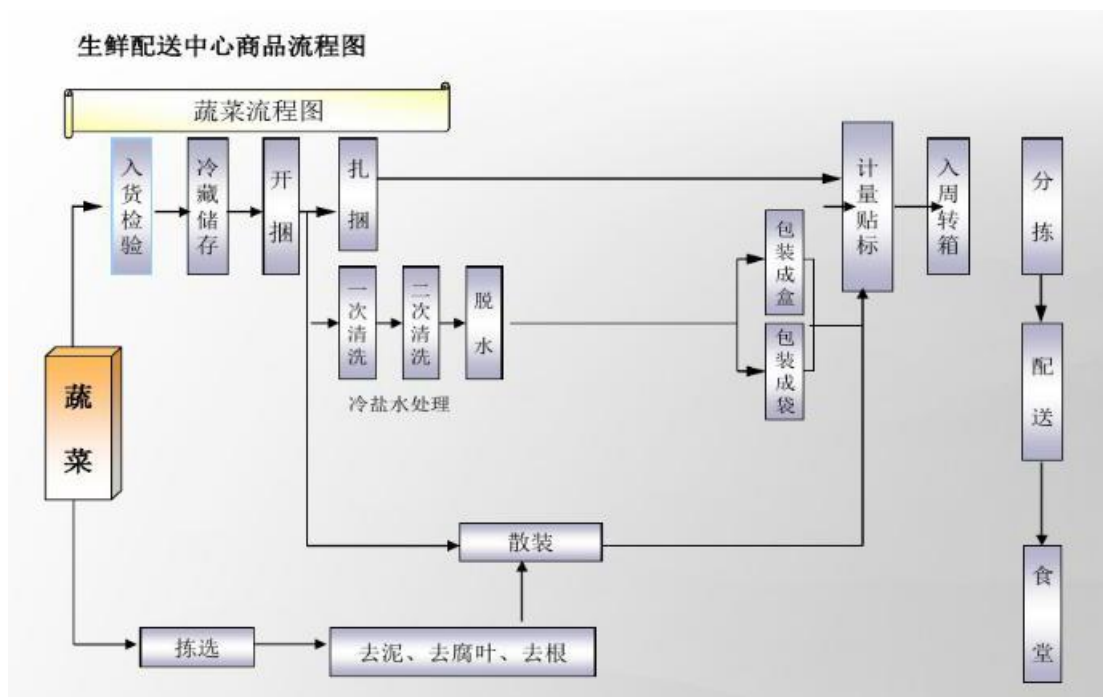 生鲜配送中心商品流程图
蔬菜流程图
入货检验
冷藏储存
开捆
扎捆
计量贴标
入周转箱
分拣
一次清洗
二次清洗
脱水
包装成盒
包装成袋
冷盐水处理
配送
蔬菜
散装
食堂
拣选
去泥、去腐叶、去根